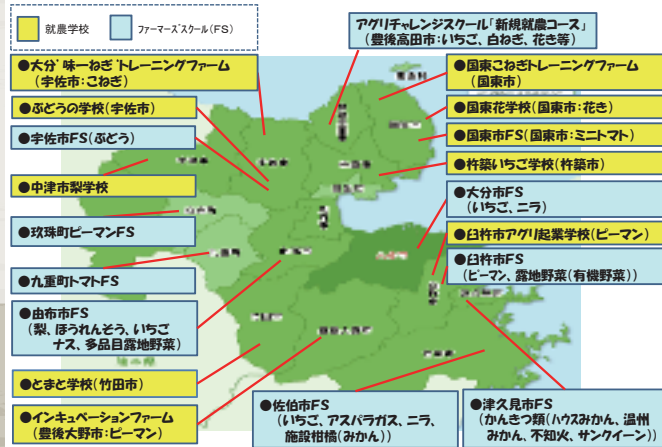 就農学校
ファーマーズスクール(FS)
アグリチャレンジスクール「新規就農コース」
(豊後高田市:いちご、白ねぎ、花き等)
●大分味一ねぎトレーニングファーム
(宇佐市:こねぎ)
●ぶどうの学校(宇佐市)
●宇佐市FS(ぶどう)
●中津市梨学校
●玖珠町ピーマンFS
●九重町トマトFS
●由布市FS
(梨、ほうれんそう、いちご
ナス、多品目露地野菜)
●とまと学校(竹田市)
●インキュベーションファーム
(豊後大野市:ピーマン)
●国東こねぎトレーニングファーム
(国東市)
●国東花学校(国東市:花き)
●国東市FS(国東市:ミニトマト)
●杵築いちご学校(杵築市)
●大分市FS
(いちご、ニラ)
●臼杵市アグリ起業学校(ピーマン)
●臼杵市FS
(ピーマン、露地野菜(有機野菜))
●佐伯市FS
(いちご、アスパラガス、ニラ、
施設柑橘(みかん))
●津久見市FS
(かんきつ類(ハウスみかん、温州
みかん、不知火、サンクイーン))